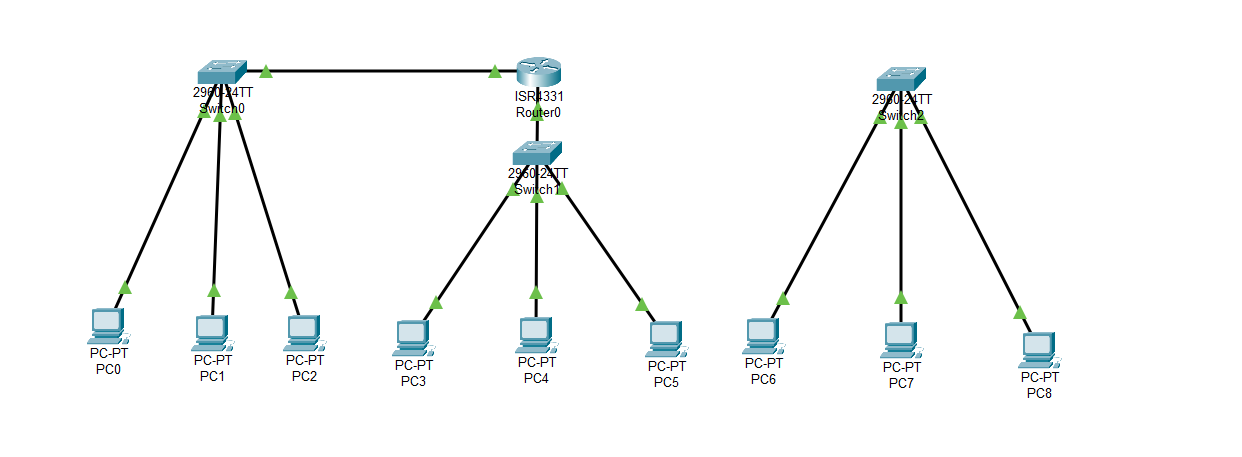 2960-24TT
Switch0
ISR4331
Router0
2960-24TT
Switch2
2960-24TT
Switch1
PC-PT
PC0
PC-PT
PC1
PC-PT
PC2
PC-PT
PC3
PC-PT
PC4
PC-PT
PC5
PC-PT
PC6
PC-PT
PC7
PC-PT
PC8